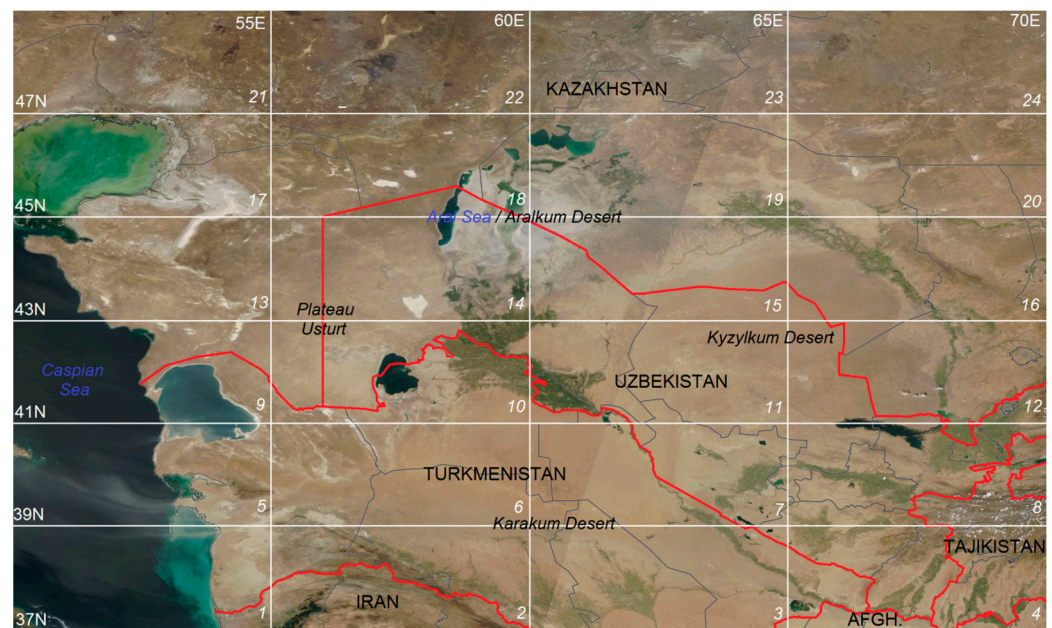 55E 60E 65E 70E
KAZAKHSTAN
47N 21 22 23 24
45N 17 18 19 20
Aral Sea / Aralkum Desert
Plateau
Usturt
43N 13 14 15 16
Kyzylkum Desert
Caspian
Sea
UZBEKISTAN
41N 9 10 11 12
TURKMENISTAN
39N 5 6 7 8
Karakum Desert
TAJIKISTAN
IRAN
37N 1 2 3 AFGH. 4